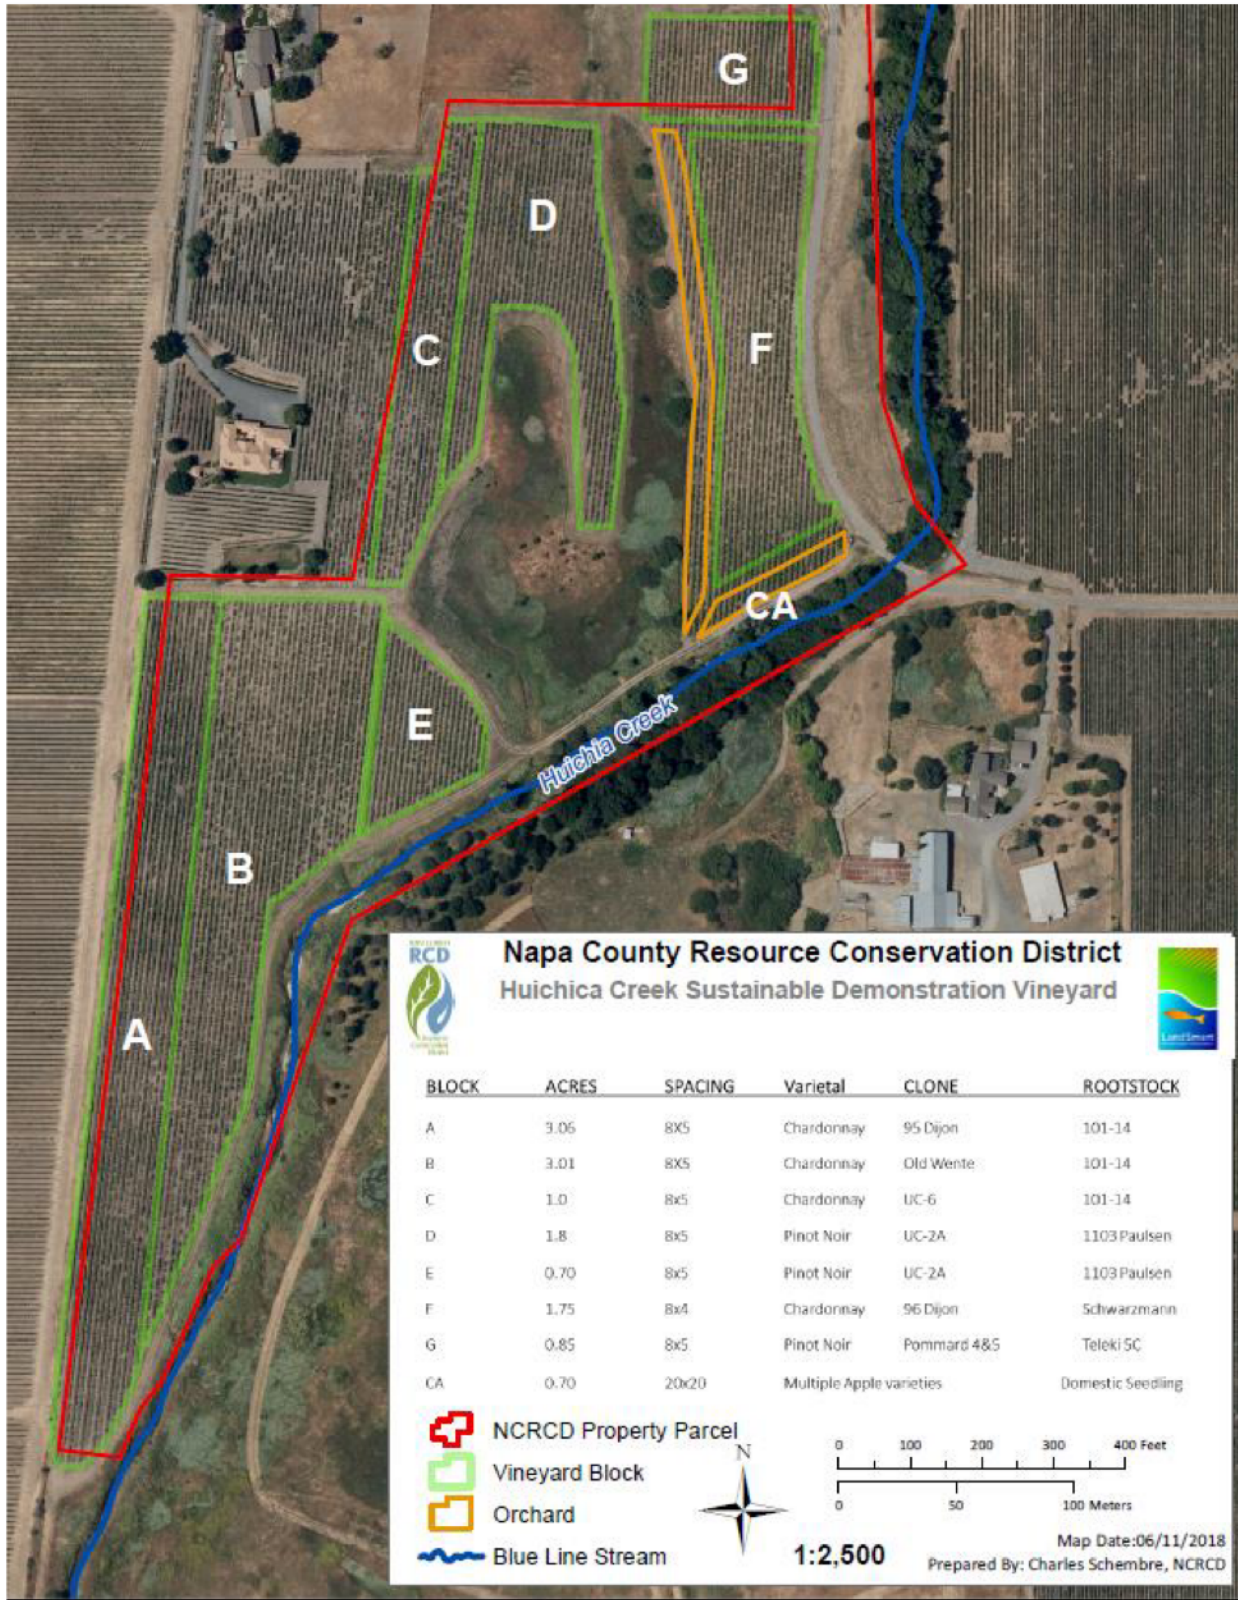 G
D
C
F
CA
E
Huichia Creek
B
A
RCD
Napa County Resource Conservation District
Huichica Creek Sustainable Demonstration Vineyard
LandSmart
BLOCK ACRES SPACING Varietal CLONE ROOTSTOCK
A 3.06 8X5 Chardonnay 95 Dijon 101-14
B 3.01 8X5 Chardonnay Old Wente 101-14
C 1.0 8x5 Chardonnay UC-6 101-14
D 1.8 8x5 Pinot Noir UC-2A 1103 Paulsen
E 0.70 8x5 Pinot Noir UC-2A 1103 Paulsen
F 1.75 8x4 Chardonnay 96 Dijon Schwarzmann
G 0.85 8x5 Pinot Noir Pommard 4&5 Teleki 5C
CA 0.70 20x20 Multiple Apple varieties Domestic Seedling
NCRCD Property Parcel
Vineyard Block
Orchard
Blue Line Stream
N
0 100 200 300 400 Feet
0 50 100 Meters
1:2,500
Map Date:06/11/2018
Prepared By: Charles Schembre, NCRCD